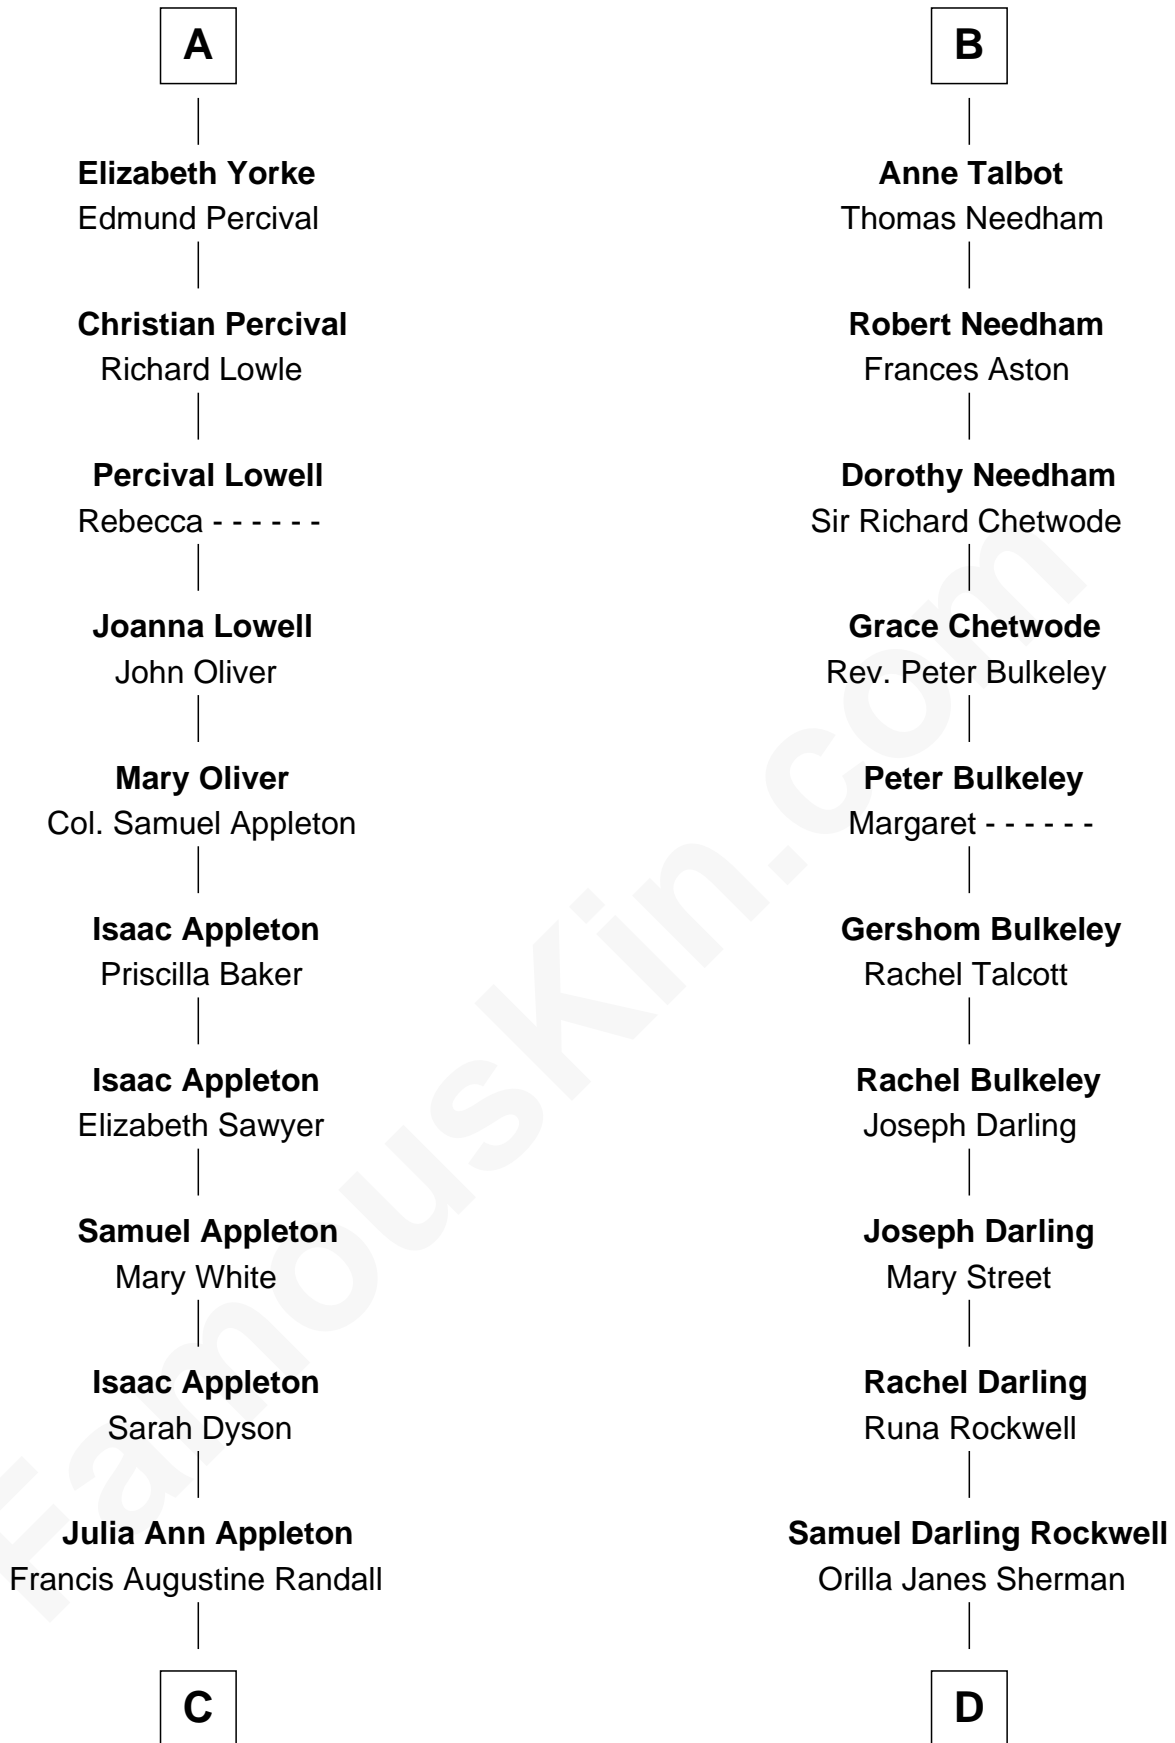 A
Elizabeth Yorke
Edmund Percival
Christian Percival
Richard Lowle
Percival Lowell
Rebecca - - - - - -
Joanna Lowell
John Oliver
Mary Oliver
Col. Samuel Appleton
Isaac Appleton
Priscilla Baker
Isaac Appleton
Elizabeth Sawyer
Samuel Appleton
Mary White
Isaac Appleton
Sarah Dyson
Julia Ann Appleton
Francis Augustine Randall
C
B
Anne Talbot
Thomas Needham
Robert Needham
Frances Aston
Dorothy Needham
Sir Richard Chetwode
Grace Chetwode
Rev. Peter Bulkeley
Peter Bulkeley
Margaret - - - - - -
Gershom Bulkeley
Rachel Talcott
Rachel Bulkeley
Joseph Darling
Joseph Darling
Mary Street
Rachel Darling
Runa Rockwell
Samuel Darling Rockwell
Orilla Janes Sherman
D
FamousKin.com